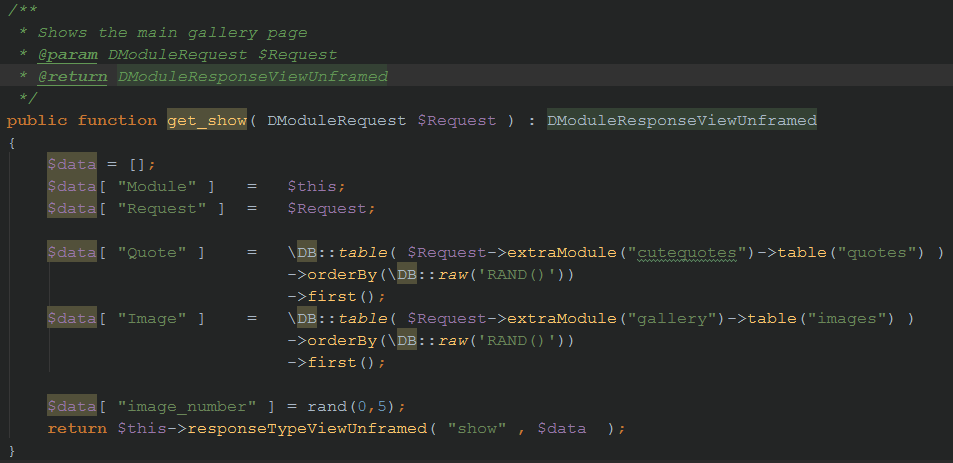 /**
 * Shows the main gallery page
 * @param DModuleRequest $Request
 * @return DModuleResponseViewUnframed
 */
public function get_show( DModuleRequest $Request ) : DModuleResponseViewUnframed
{
    $data = [];
    $data[ "Module" ]   =   $this;
    $data[ "Request" ]  =   $Request;

    $data[ "Quote" ]    =   \DB::table( $Request->extraModule("cutequotes")->table("quotes") )
                            ->orderBy(\DB::raw('RAND()'))
                            ->first();
    $data[ "Image" ]    =   \DB::table( $Request->extraModule("gallery")->table("images") )
                            ->orderBy(\DB::raw('RAND()'))
                            ->first();

    $data[ "image_number" ] = rand(0,5);
    return $this->responseTypeViewUnframed( "show" , $data  );
}